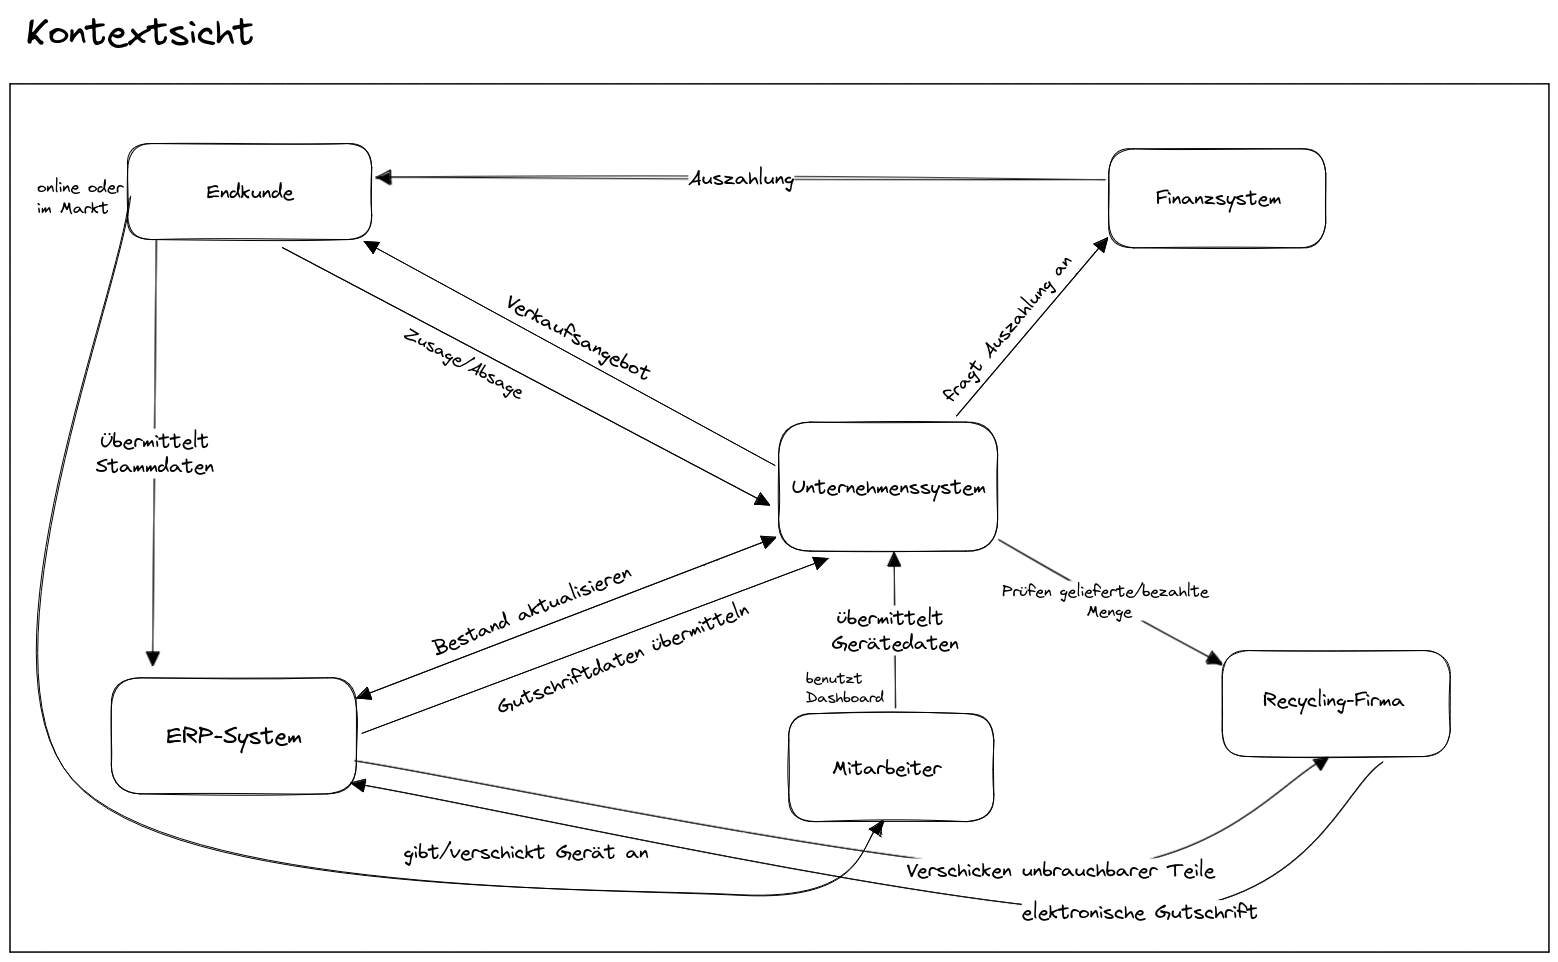 Kontextsicht
online oder
im Markt
Endkunde
Auszahlung
Finanzsystem
fragt Auszahlung an
Verkaufsangebot
Zusage/Absage
Übermittelt
Stammdaten
Unternehmenssystem
Bestand aktualisieren
Gutschriftdaten übermitteln
übermittelt
Gerätedaten
Prüfen gelieferte/bezahlte
Menge
benutzt
Dashboard
ERP-System
Mitarbeiter
Recycling-Firma
gibt/verschickt Gerät an
Verschicken unbrauchbarer Teile
elektronische Gutschrift